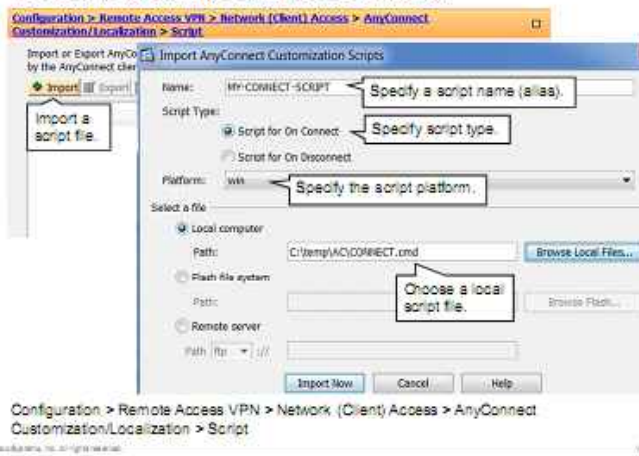 Configuration > Remote Access VPN > Network (Client) Access > AnyConnect
Customization/Localization > Script
Import or Export AnyCo
by the AnyConnect clien
Import Export
Import a
script file.
Import AnyConnect Customization Scripts
Name: MY-CONNECT-SCRIPT
Specify a script name (alias).
Script Type:
Script for On Connect
Specify script type.
Script for On Disconnect
Platform: win
Specify the script platform.
Select a file
Local computer
Path: C:\temp\AC\CONNECT.cmd Browse Local Files...
Choose a local
script file.
Flash file system
Path: Browse Flash...
Remote server
Path ftp ://
Import Now Cancel Help
Configuration > Remote Access VPN > Network (Client) Access > AnyConnect
Customization/Localization > Script